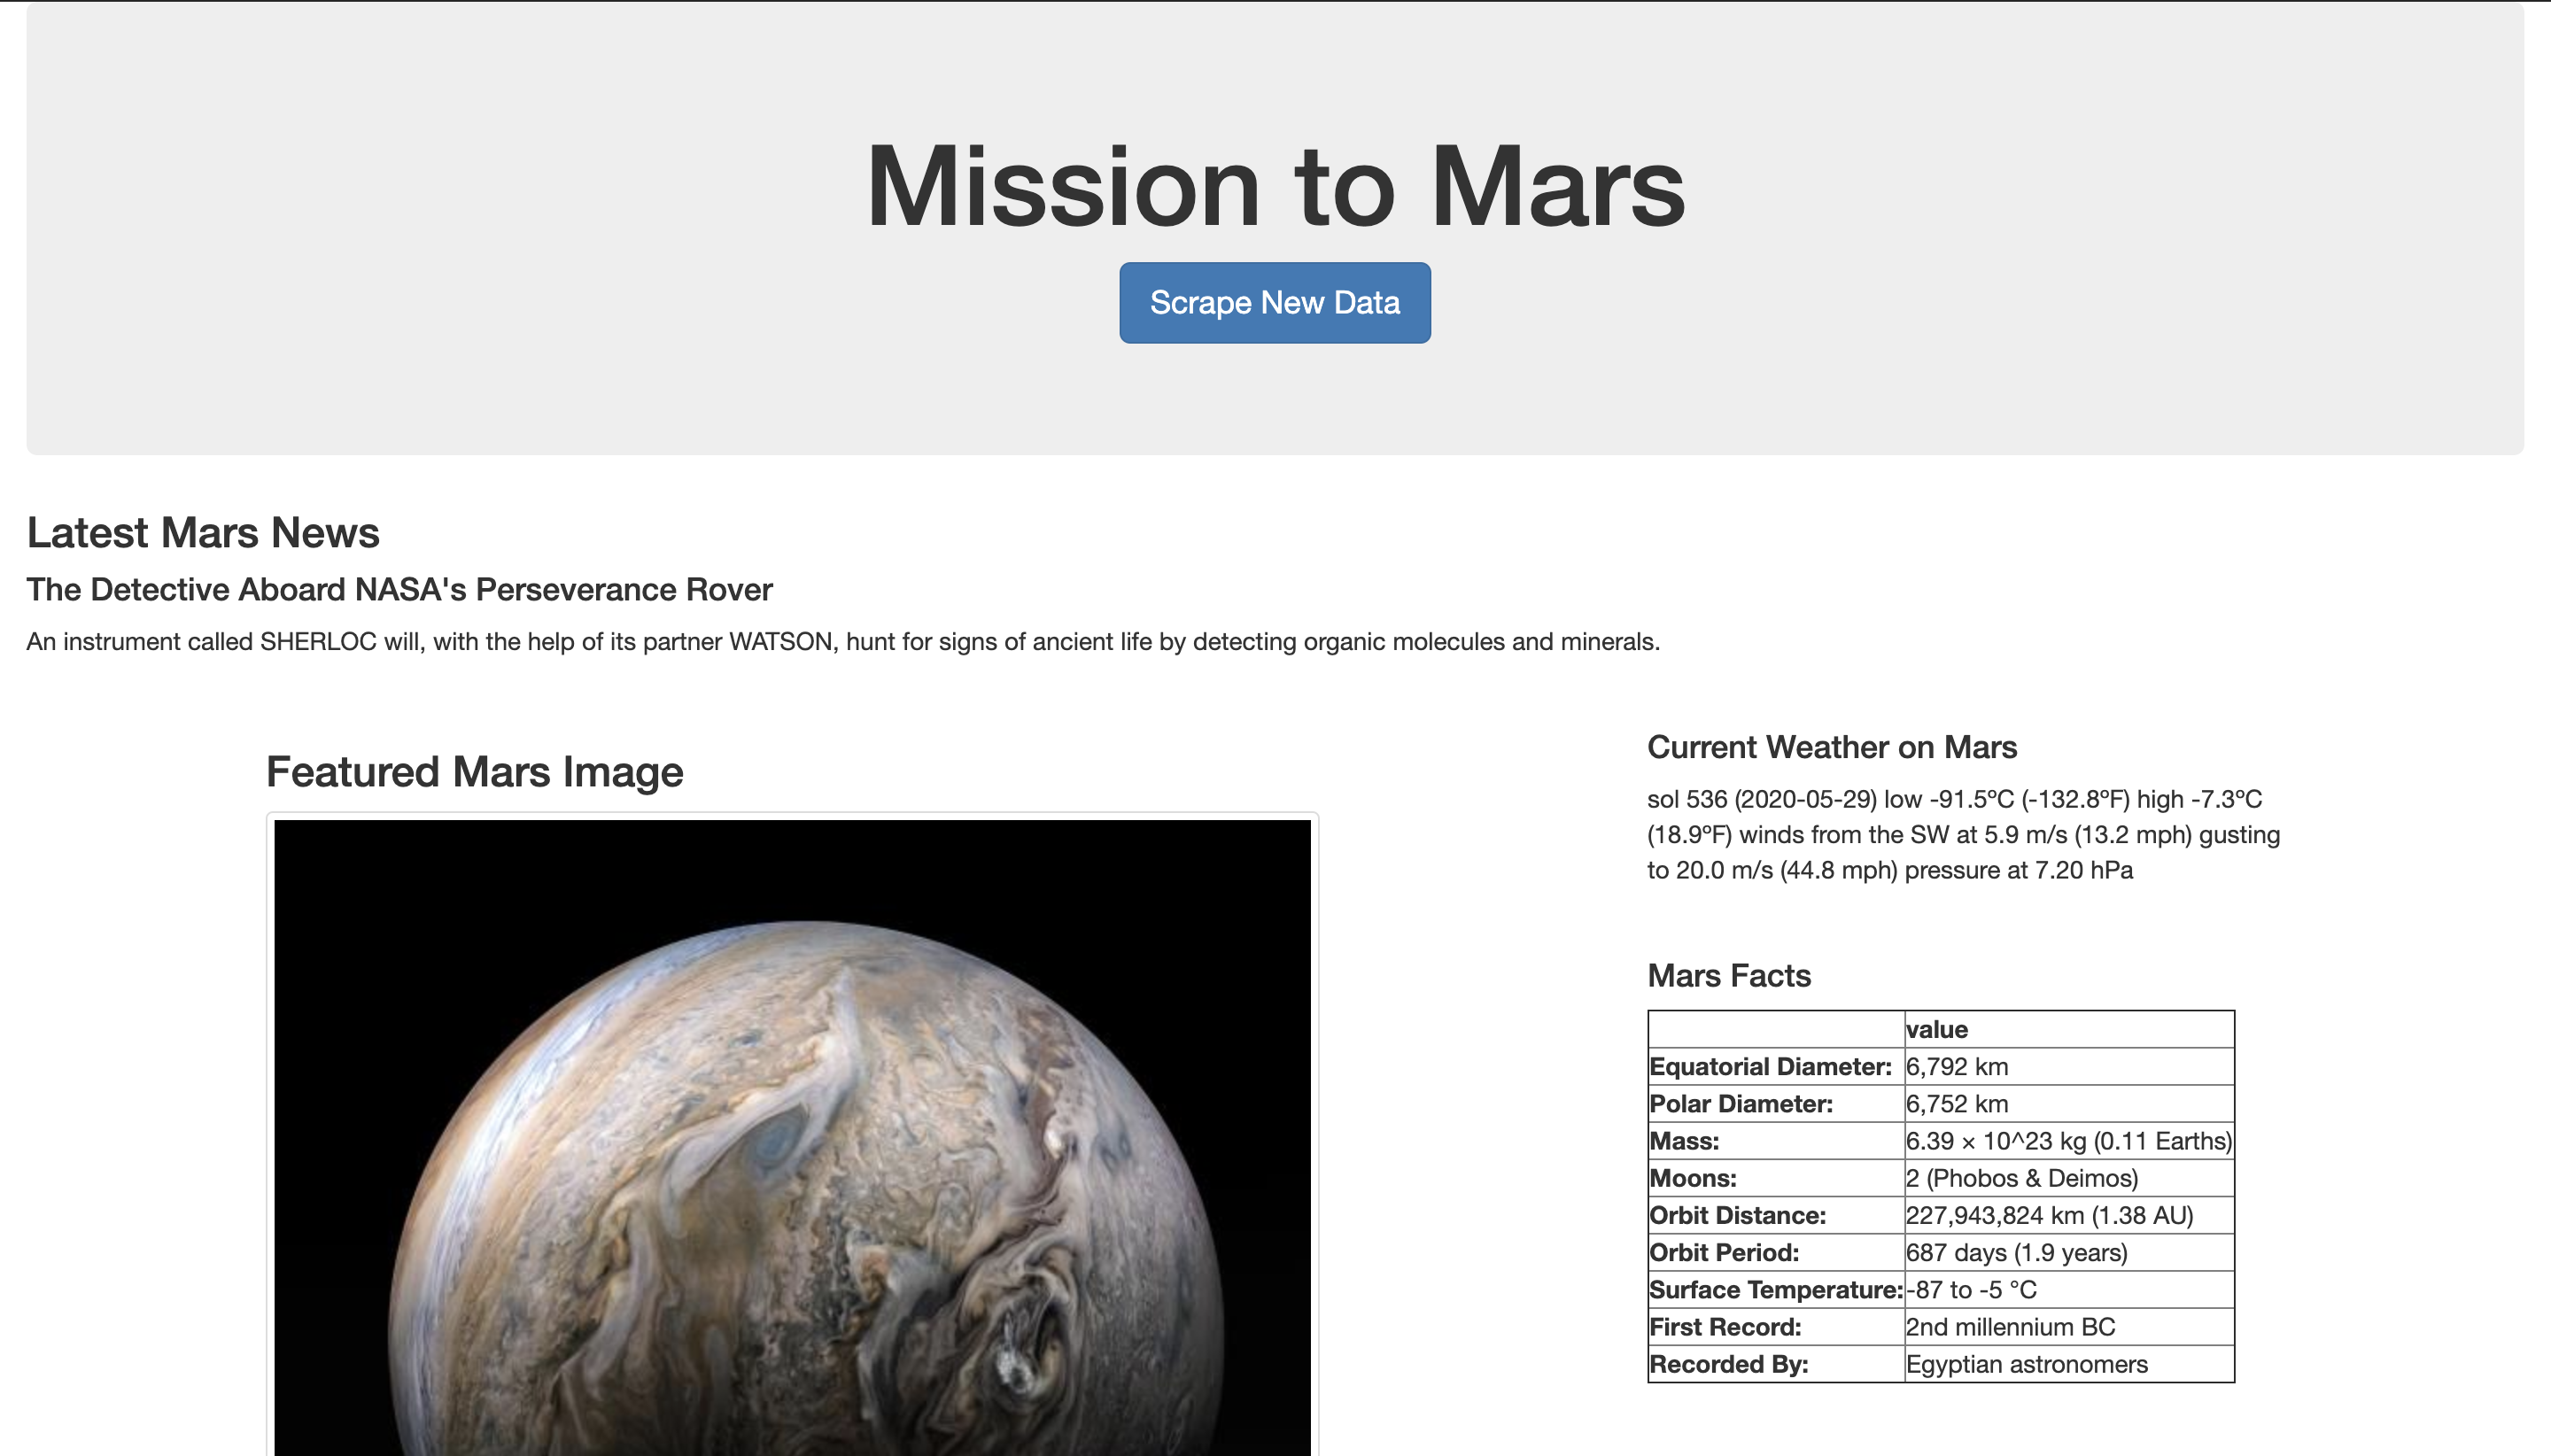 Mission to Mars
Scrape New Data
Latest Mars News
The Detective Aboard NASA's Perseverance Rover
An instrument called SHERLOC will, with the help of its partner WATSON, hunt for signs of ancient life by detecting organic molecules and minerals.
Featured Mars Image
Current Weather on Mars
sol 536 (2020-05-29) low -91.5ºC (-132.8ºF) high -7.3ºC
(18.9ºF) winds from the SW at 5.9 m/s (13.2 mph) gusting
to 20.0 m/s (44.8 mph) pressure at 7.20 hPa
Mars Facts
value
Equatorial Diameter: 6,792 km
Polar Diameter: 6,752 km
Mass: 6.39 × 10^23 kg (0.11 Earths)
Moons: 2 (Phobos & Deimos)
Orbit Distance: 227,943,824 km (1.38 AU)
Orbit Period: 687 days (1.9 years)
Surface Temperature: -87 to -5 °C
First Record: 2nd millennium BC
Recorded By: Egyptian astronomers